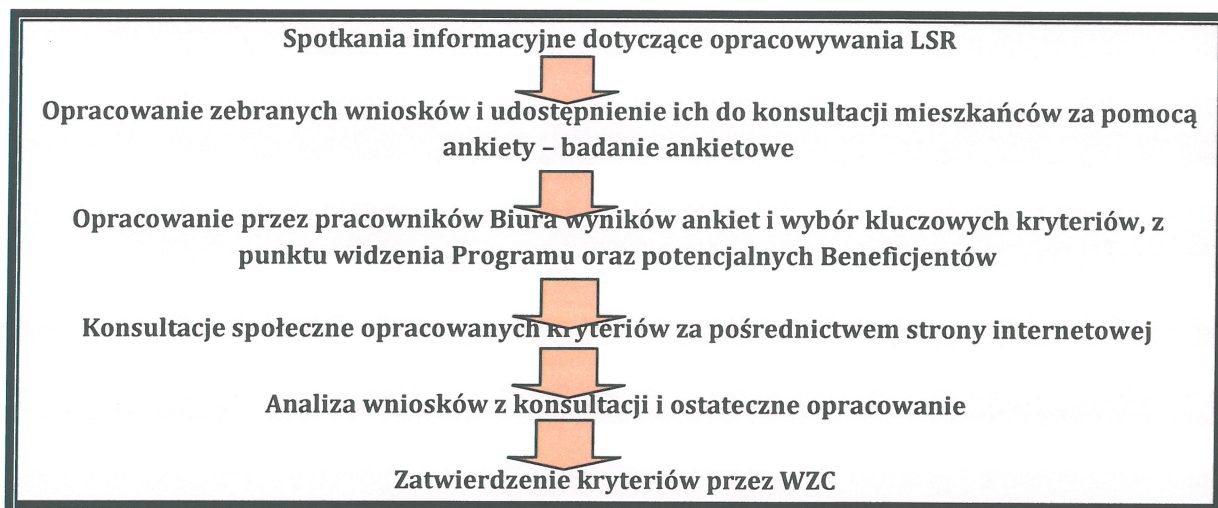 Spotkania informacyjne dotyczące opracowywania LSR
Opracowanie zebranych wniosków i udostępnienie ich do konsultacji mieszkańców za pomocą
ankiety – badanie ankietowe
Opracowanie przez pracowników Biura wyników ankiet i wybór kluczowych kryteriów, z
punktu widzenia Programu oraz potencjalnych Beneficjentów
Konsultacje społeczne opracowanych kryteriów za pośrednictwem strony internetowej
Analiza wniosków z konsultacji i ostateczne opracowanie
Zatwierdzenie kryteriów przez WZC